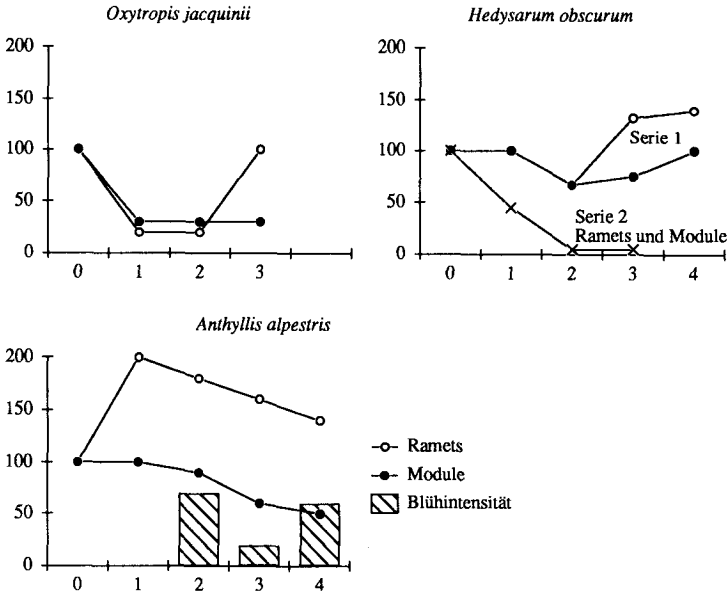 Oxytropis jacquinii
200
150
100
50
0
0 1 2 3
Hedysarum obscurum
200
150
100
50
0
Serie 1
Serie 2
Ramets und Module
0 1 2 3 4
Anthyllis alpestris
200
150
100
50
0
0 1 2 3 4
Ramets
Module
Blühintensität